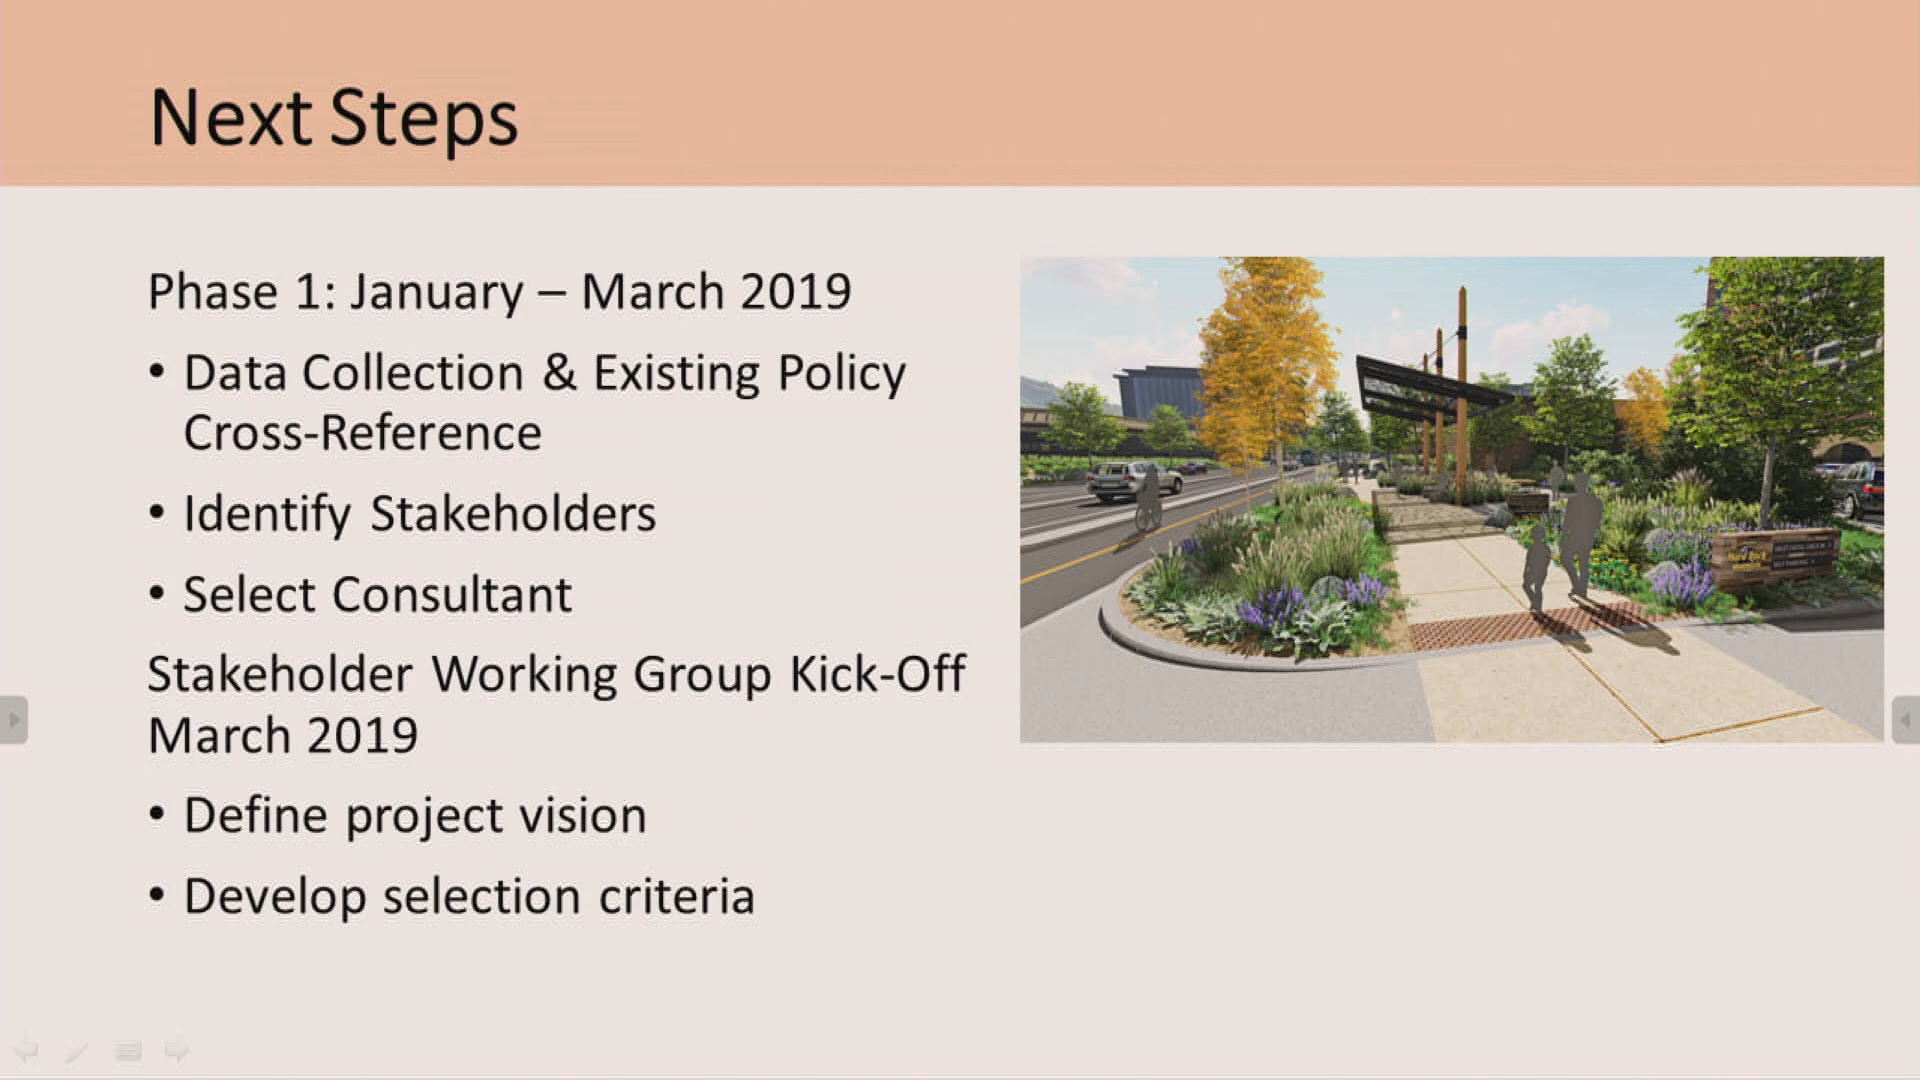 Next Steps
Phase 1: January – March 2019
• Data Collection & Existing Policy
Cross-Reference
• Identify Stakeholders
• Select Consultant
Stakeholder Working Group Kick-Off
March 2019
• Define project vision
• Develop selection criteria